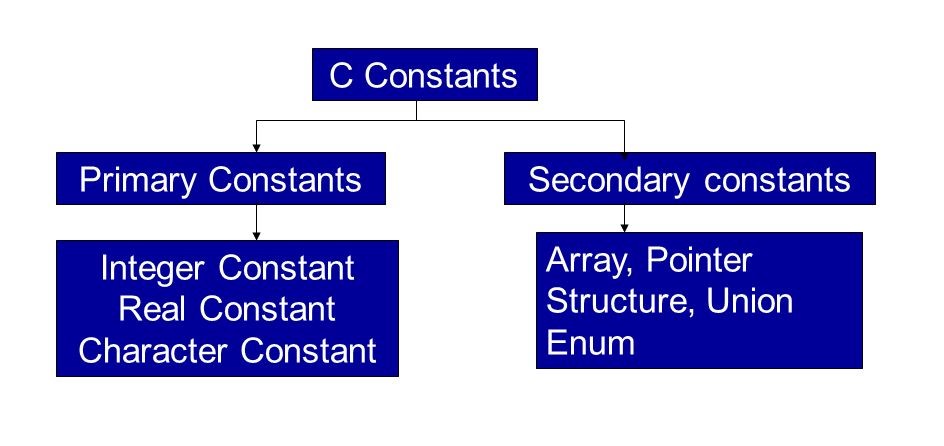 C Constants
Primary Constants
Secondary constants
Integer Constant
Real Constant
Character Constant
Array, Pointer
Structure, Union
Enum